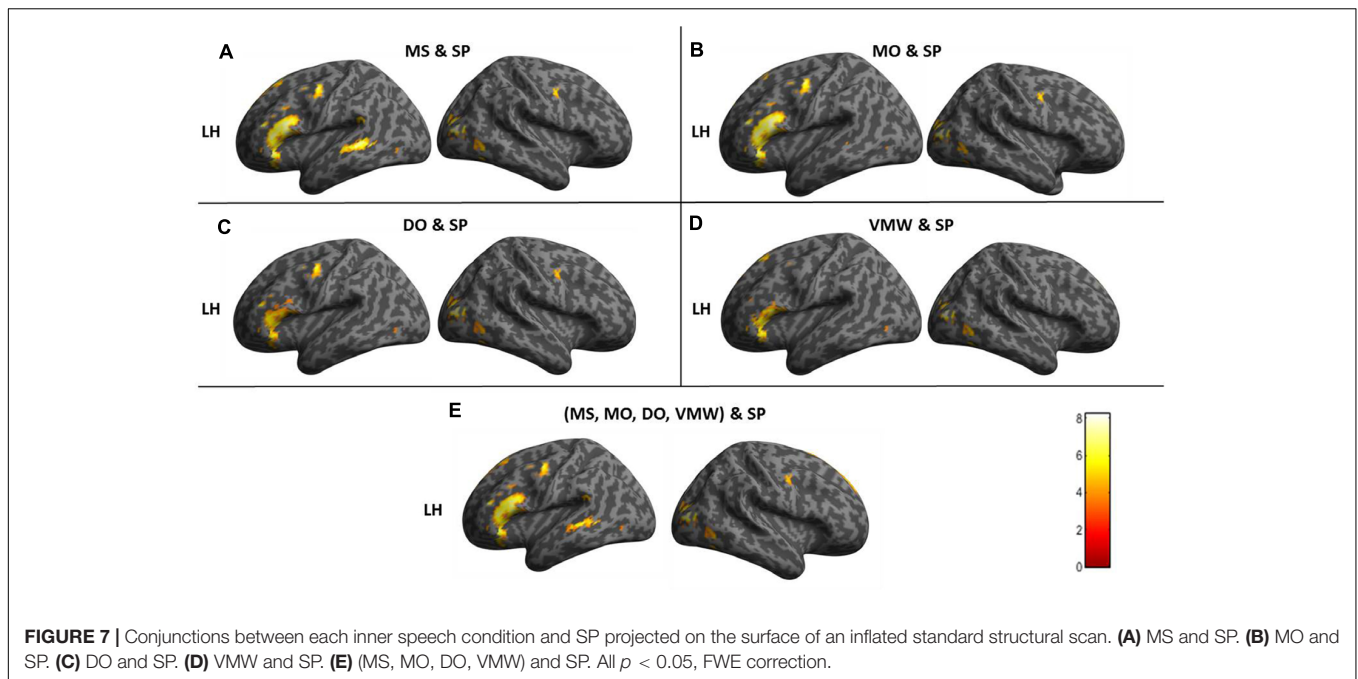 A MS & SP
B MO & SP
LH
C DO & SP
D VMW & SP
LH LH
E (MS, MO, DO, VMW) & SP
LH
8
6
4
2
0
FIGURE 7 | Conjunctions between each inner speech condition and SP projected on the surface of an inflated standard structural scan. (A) MS and SP. (B) MO and
SP. (C) DO and SP. (D) VMW and SP. (E) (MS, MO, DO, VMW) and SP. All p < 0.05, FWE correction.